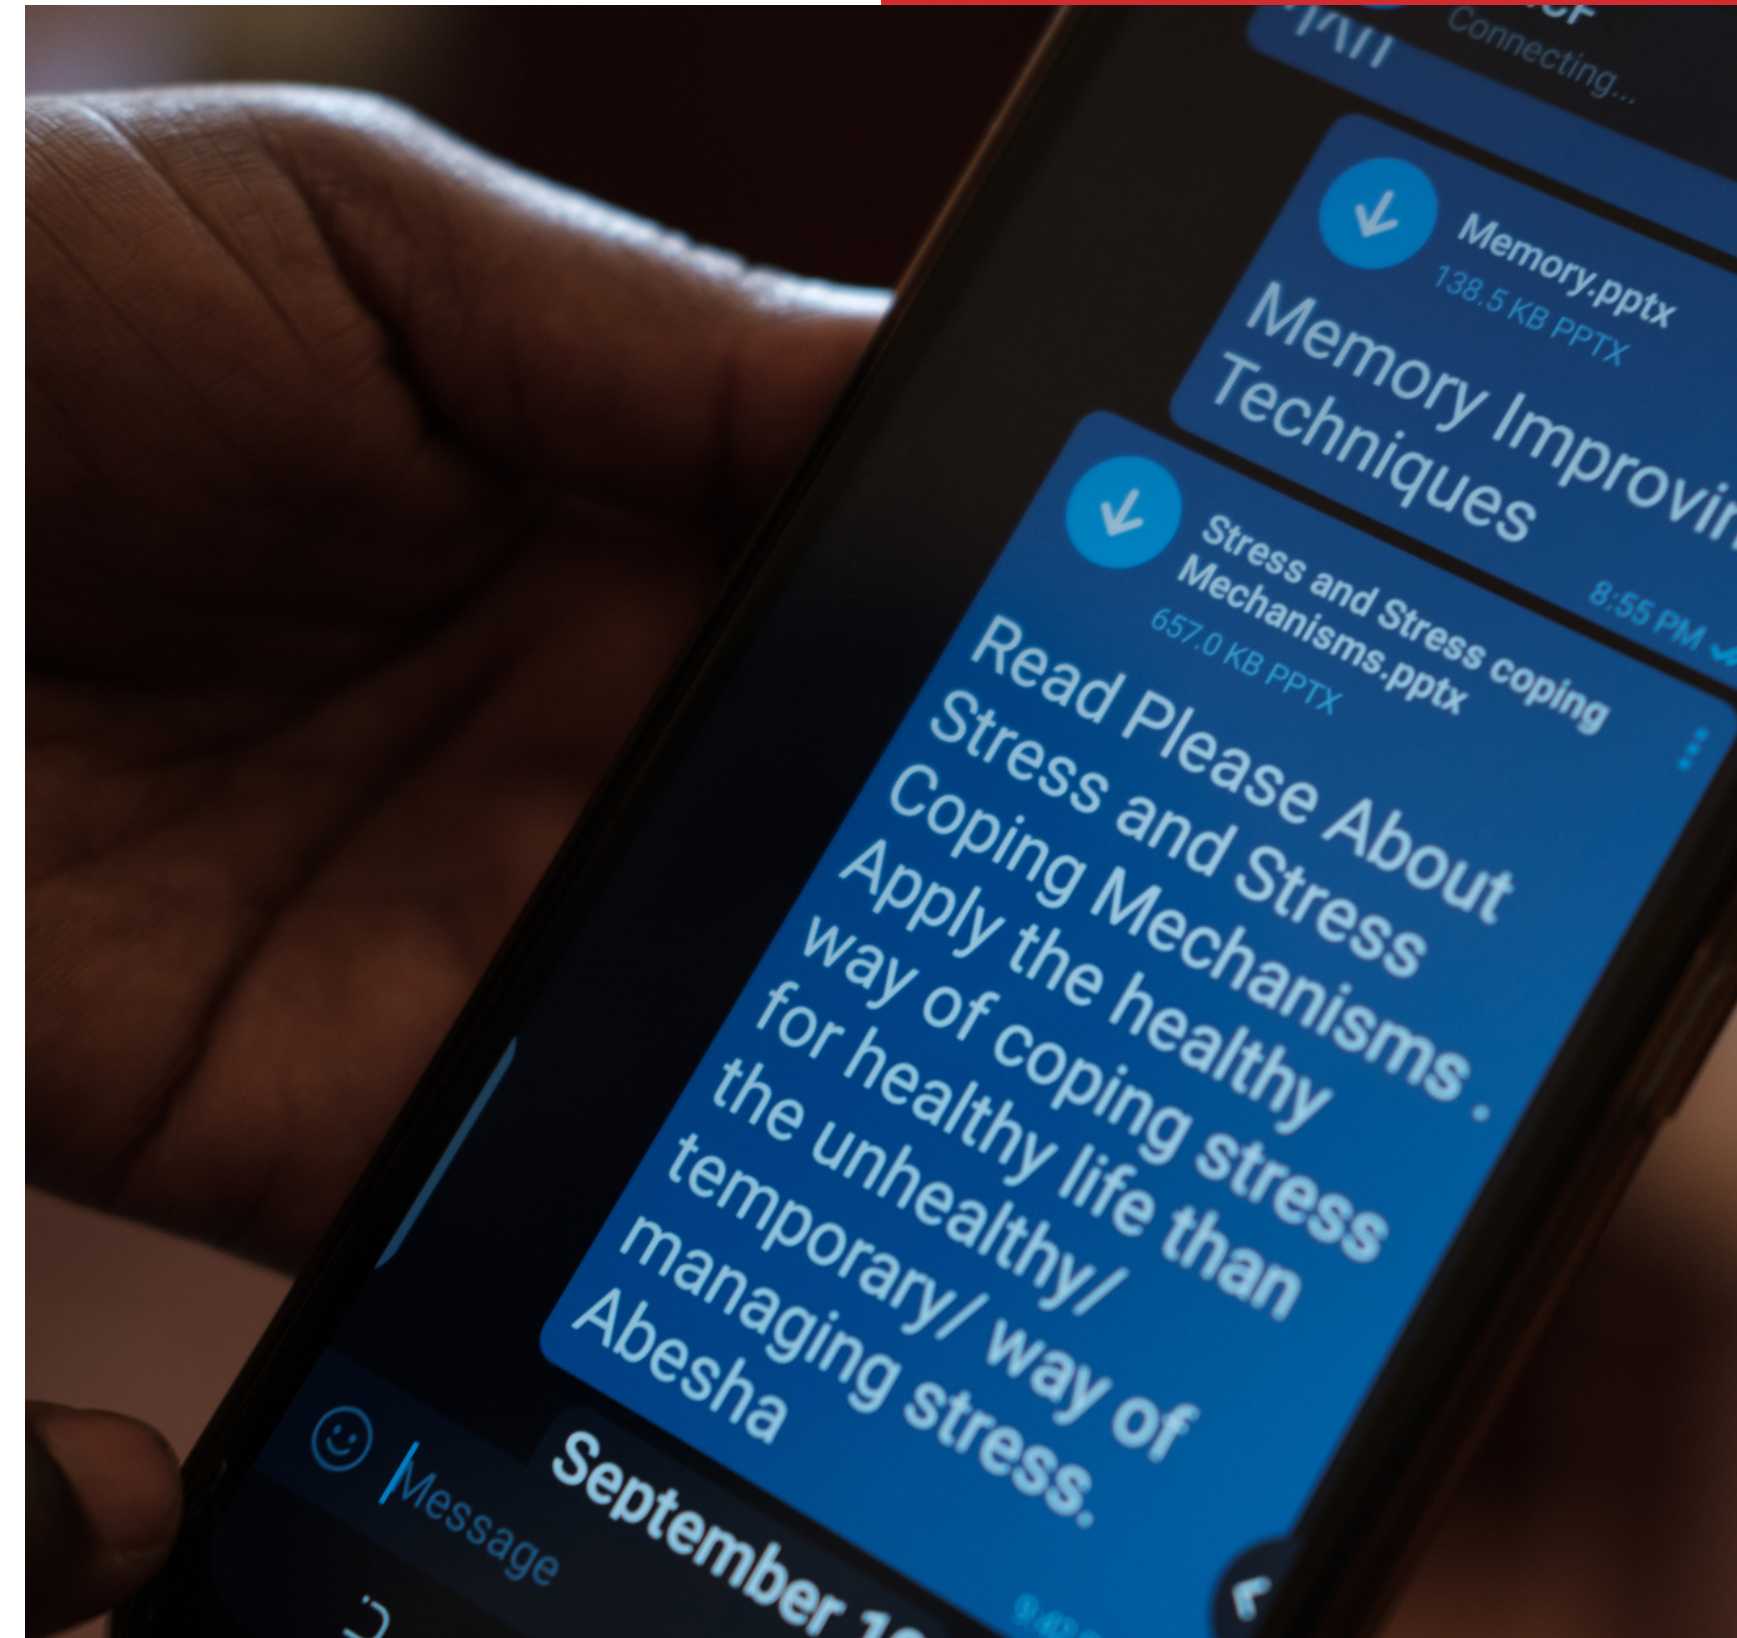 Connecting...
Memory.pptx
138.5 KB PPTX
Memory Improvin
Techniques
8:55 PM
Stress and Stress coping
Mechanisms.pptx
657.0 KB PPTX
Read Please About
Stress and Stress
Coping Mechanisms .
Apply the healthy
way of coping stress
for healthy life than
the unhealthy/
temporary/ way of
managing stress.
Abesha
September
Message